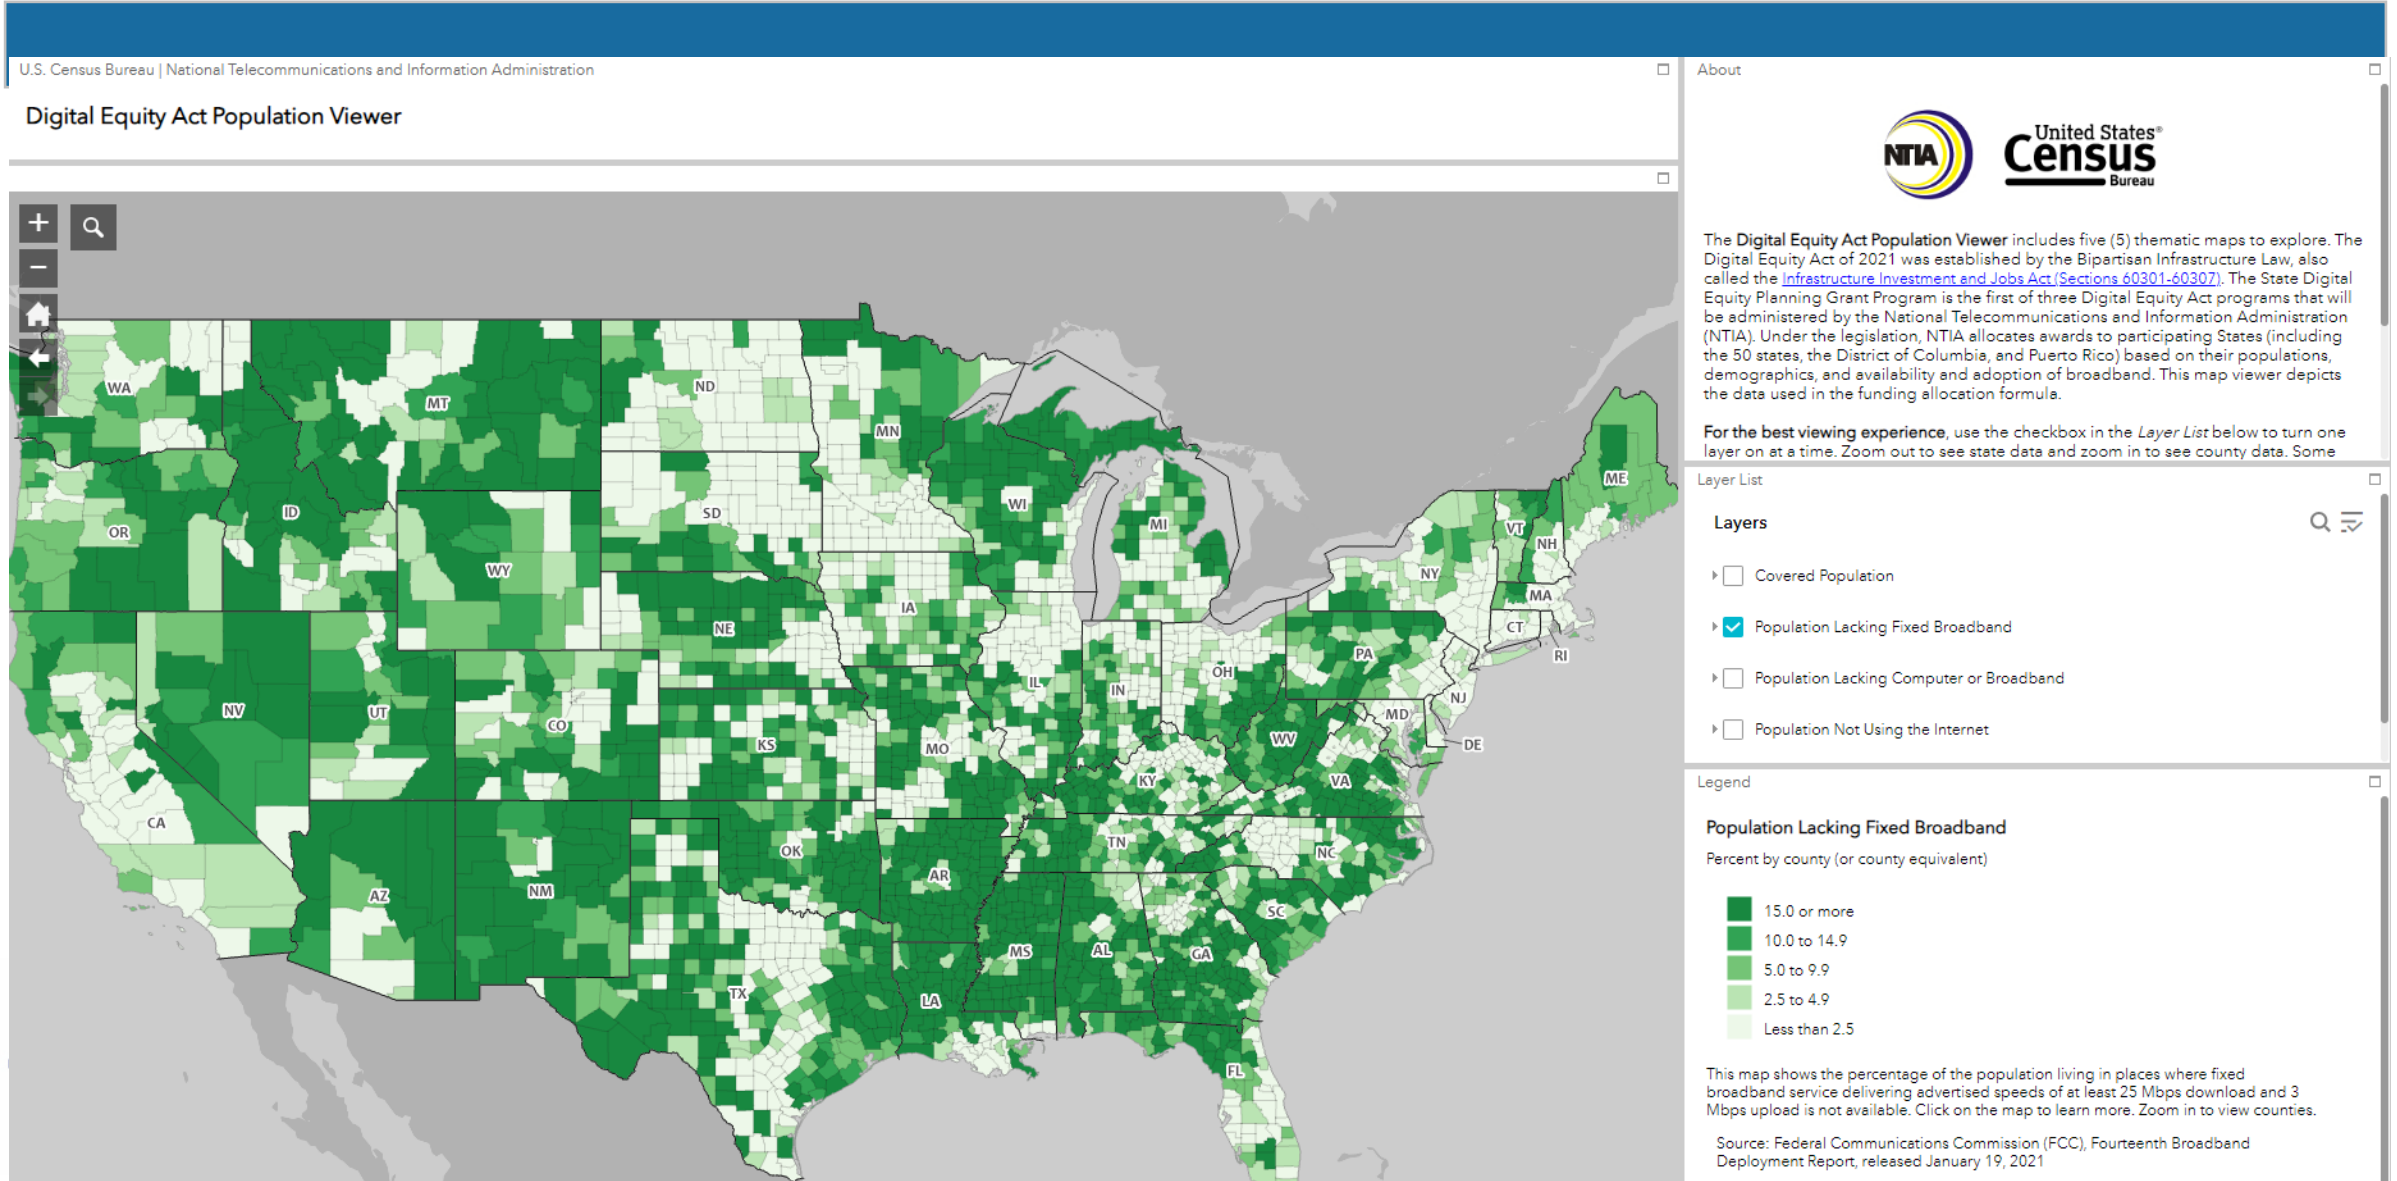 U.S. Census Bureau | National Telecommunications and Information Administration
Digital Equity Act Population Viewer
WA
MT
ND
MN
OR
ID
SD
WI
MI
ME
VT
NH
WY
NY
MA
CT
RI
IA
NE
PA
NJ
NV
UT
CO
IL
IN
OH
MD
DE
KS
MO
WV
KY
VA
CA
OK
TN
NC
AR
AZ
NM
SC
MS
AL
GA
TX
LA
FL
About
NTIA
United States®
Census
Bureau
The Digital Equity Act Population Viewer includes five (5) thematic maps to explore. The
Digital Equity Act of 2021 was established by the Bipartisan Infrastructure Law, also
called the Infrastructure Investment and Jobs Act (Sections 60301-60307). The State Digital
Equity Planning Grant Program is the first of three Digital Equity Act programs that will
be administered by the National Telecommunications and Information Administration
(NTIA). Under the legislation, NTIA allocates awards to participating States (including
the 50 states, the District of Columbia, and Puerto Rico) based on their populations,
demographics, and availability and adoption of broadband. This map viewer depicts
the data used in the funding allocation formula.
For the best viewing experience, use the checkbox in the Layer List below to turn one
layer on at a time. Zoom out to see state data and zoom in to see county data. Some
Layer List
Layers
Covered Population
Population Lacking Fixed Broadband
Population Lacking Computer or Broadband
Population Not Using the Internet
Legend
Population Lacking Fixed Broadband
Percent by county (or county equivalent)
15.0 or more
10.0 to 14.9
5.0 to 9.9
2.5 to 4.9
Less than 2.5
This map shows the percentage of the population living in places where fixed
broadband service delivering advertised speeds of at least 25 Mbps download and 3
Mbps upload is not available. Click on the map to learn more. Zoom in to view counties.
Source: Federal Communications Commission (FCC), Fourteenth Broadband
Deployment Report, released January 19, 2021